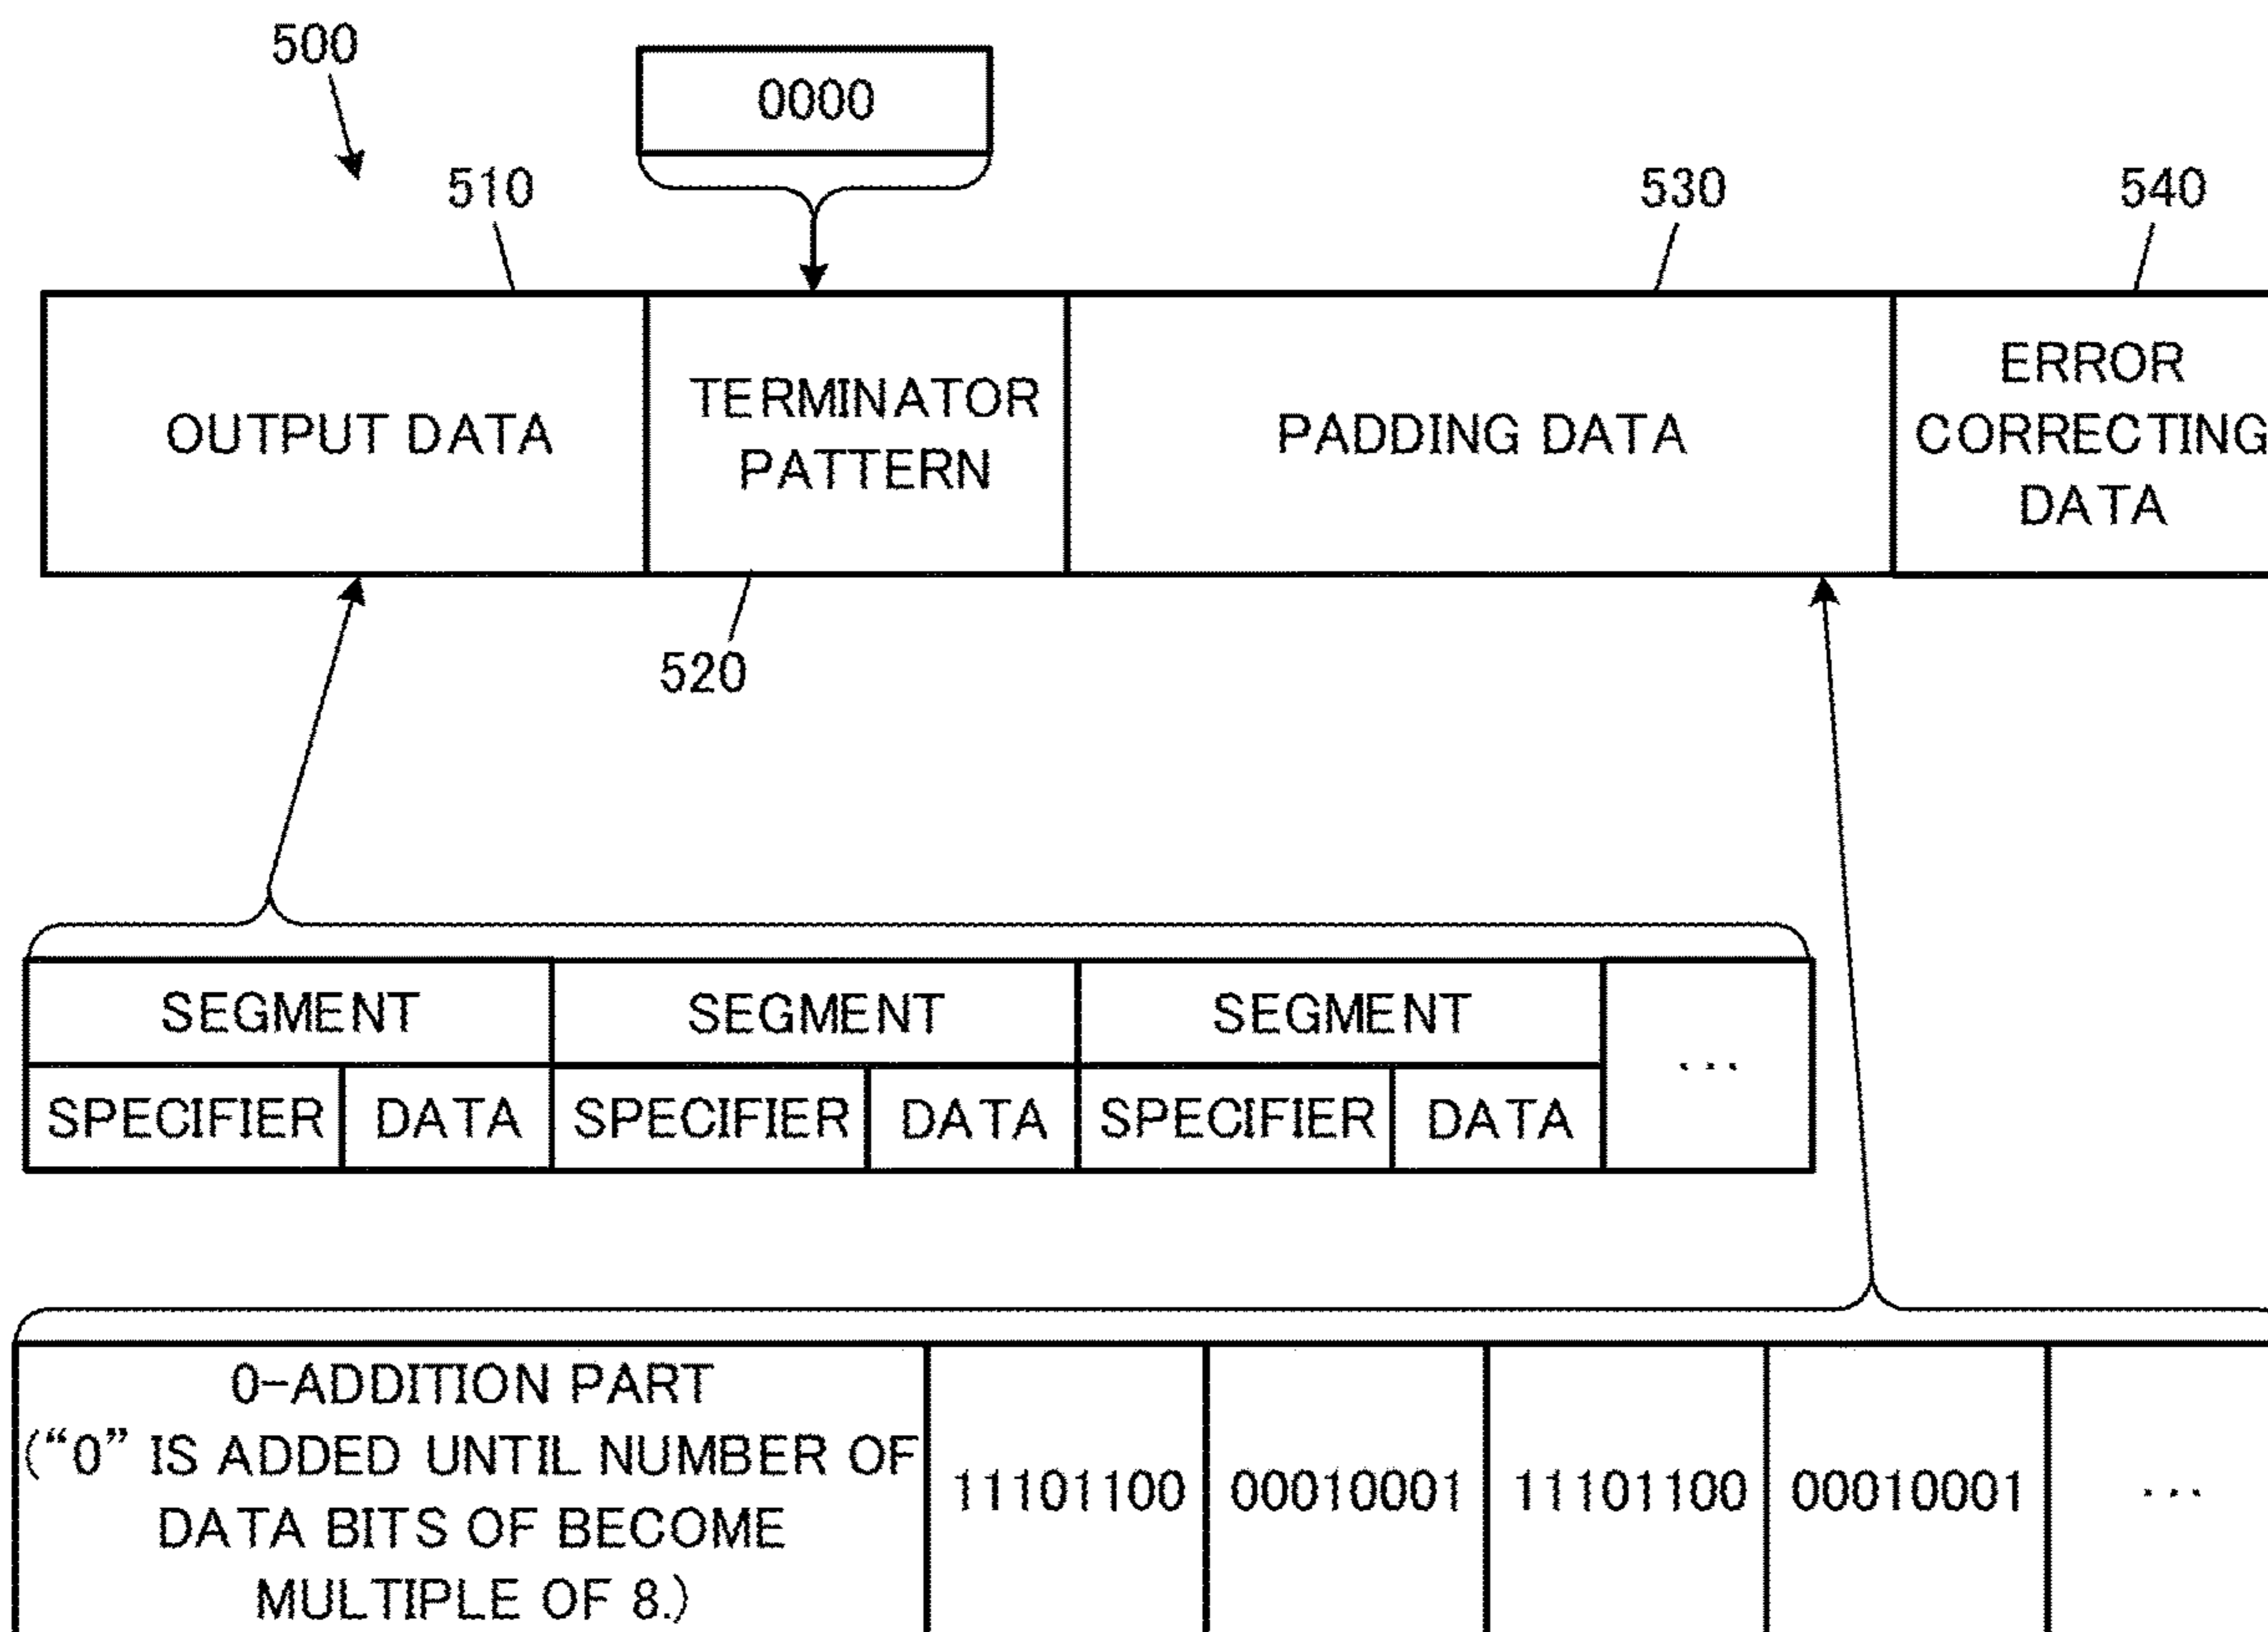 500
0000
510
530
540
OUTPUT DATA
TERMINATOR
PATTERN
PADDING DATA
ERROR
CORRECTING
DATA
520
SEGMENT SEGMENT SEGMENT
...
SPECIFIER DATA SPECIFIER DATA SPECIFIER DATA
0-ADDITION PART
(“0” IS ADDED UNTIL NUMBER OF
DATA BITS OF BECOME
MULTIPLE OF 8.)
11101100 00010001 11101100 00010001 ...